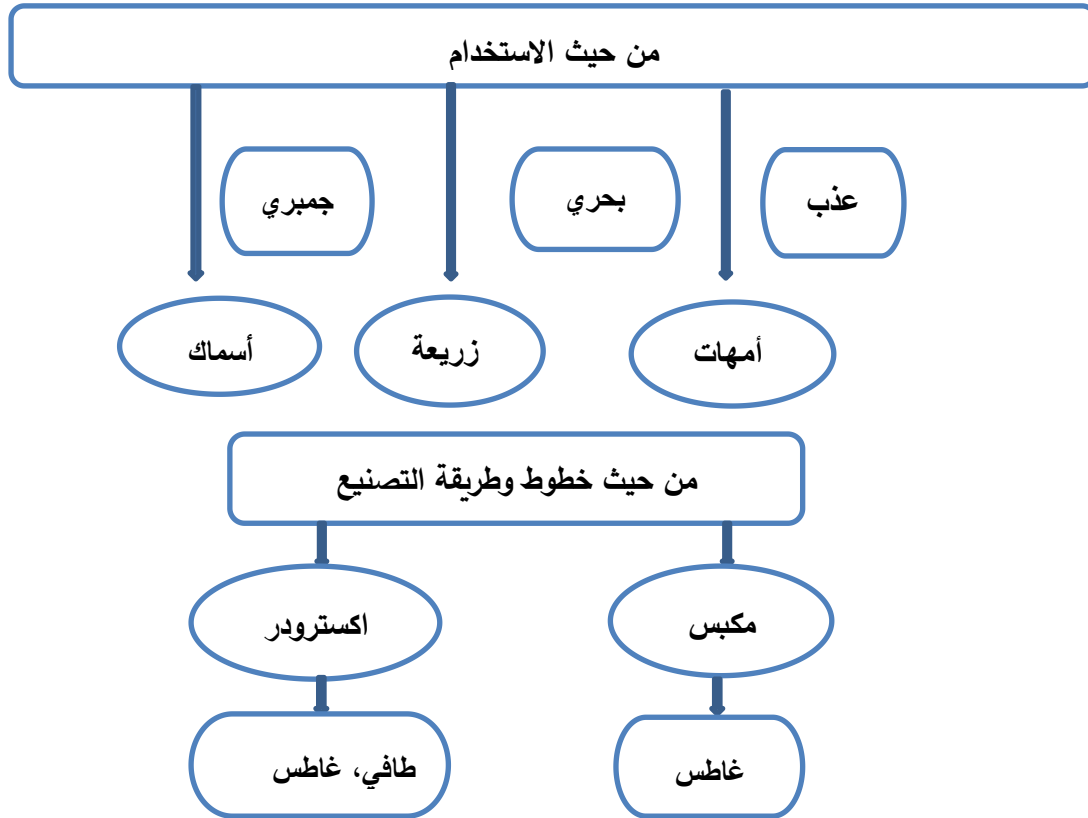 من حيث الاستخدام
عذب
بحري
جمبري
أمهات
زريعة
أسماك
من حيث خطوط وطريقة التصنيع
مكبس
اكسترودر
غاطس
طافي، غاطس